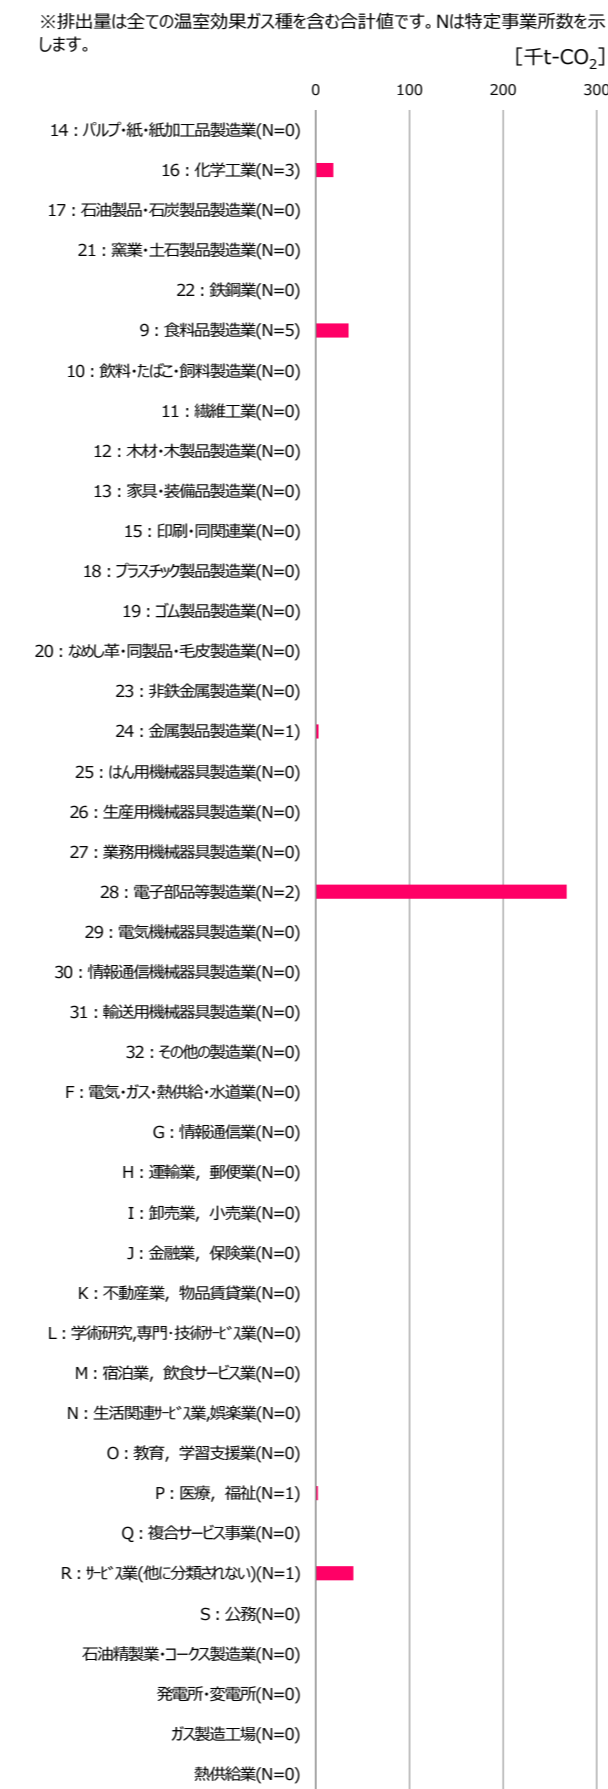 ※排出量は全ての温室効果ガス種を含む合計値です。Nは特定事業所数を示
します。
[千t-CO₂]
0 100 200 300
14：パルプ・紙・紙加工品製造業(N=0)
16：化学工業(N=3)
17：石油製品・石炭製品製造業(N=0)
21：窯業・土石製品製造業(N=0)
22：鉄鋼業(N=0)
9：食料品製造業(N=5)
10：飲料・たばこ・飼料製造業(N=0)
11：繊維工業(N=0)
12：木材・木製品製造業(N=0)
13：家具・装備品製造業(N=0)
15：印刷・同関連業(N=0)
18：プラスチック製品製造業(N=0)
19：ゴム製品製造業(N=0)
20：なめし革・同製品・毛皮製造業(N=0)
23：非鉄金属製造業(N=0)
24：金属製品製造業(N=1)
25：はん用機械器具製造業(N=0)
26：生産用機械器具製造業(N=0)
27：業務用機械器具製造業(N=0)
28：電子部品等製造業(N=2)
29：電気機械器具製造業(N=0)
30：情報通信機械器具製造業(N=0)
31：輸送用機械器具製造業(N=0)
32：その他の製造業(N=0)
F：電気・ガス・熱供給・水道業(N=0)
G：情報通信業(N=0)
H：運輸業，郵便業(N=0)
I：卸売業，小売業(N=0)
J：金融業，保険業(N=0)
K：不動産業，物品賃貸業(N=0)
L：学術研究,専門・技術ｻｰﾋﾞｽ業(N=0)
M：宿泊業，飲食サービス業(N=0)
N：生活関連ｻｰﾋﾞｽ業,娯楽業(N=0)
O：教育，学習支援業(N=0)
P：医療，福祉(N=1)
Q：複合サービス事業(N=0)
R：ｻｰﾋﾞｽ業(他に分類されない)(N=1)
S：公務(N=0)
石油精製業・コークス製造業(N=0)
発電所・変電所(N=0)
ガス製造工場(N=0)
熱供給業(N=0)